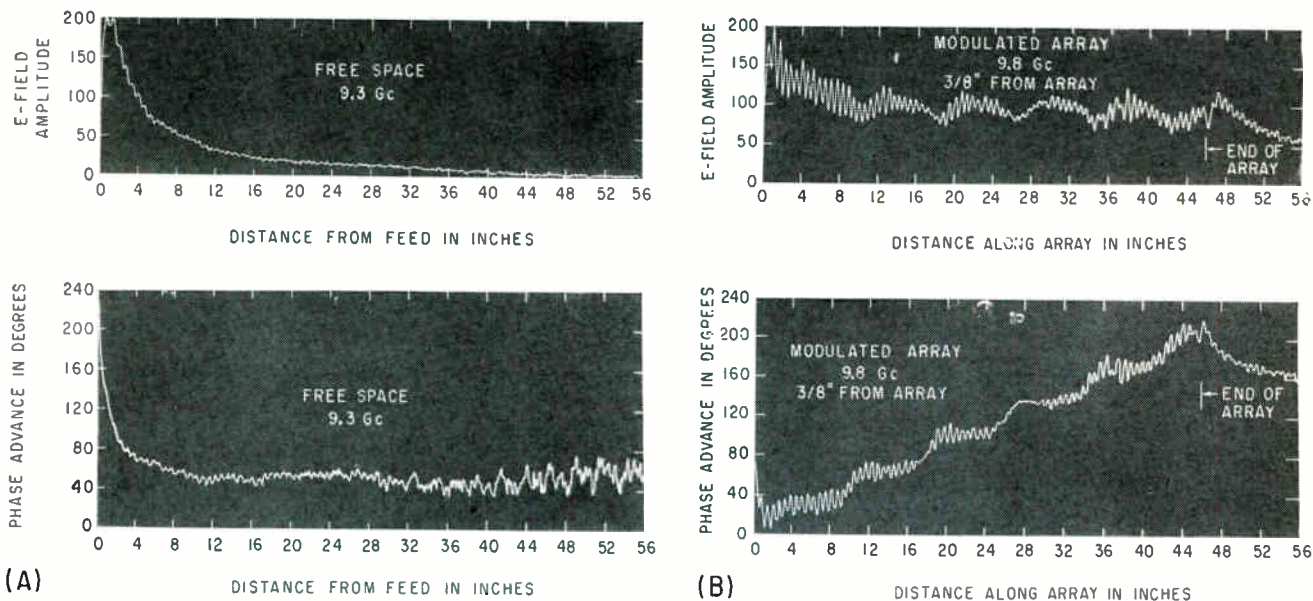 E-FIELD
AMPLITUDE
200
150
100
50
0
FREE SPACE
9.3 Gc
0 4 8 12 16 20 24 28 32 36 40 44 48 52 56
DISTANCE FROM FEED IN INCHES
E-FIELD AMPLITUDE
200
150
100
50
0
MODULATED ARRAY
9.8 Gc
3/8" FROM ARRAY
END OF
ARRAY
0 4 8 12 16 20 24 28 32 36 40 44 48 52 56
DISTANCE ALONG ARRAY IN INCHES
PHASE ADVANCE IN DEGREES
240
200
160
120
80
40
0
FREE SPACE
9.3 Gc
0 4 8 12 16 20 24 28 32 36 40 44 48 52 56
(A)
DISTANCE FROM FEED IN INCHES
PHASE ADVANCE IN DEGREES
240
200
160
120
80
40
0
MODULATED ARRAY
9.8 Gc
3/8" FROM ARRAY
END OF
ARRAY
0 4 8 12 16 20 24 28 32 36 40 44 48 52 56
(B)
DISTANCE ALONG ARRAY IN INCHES